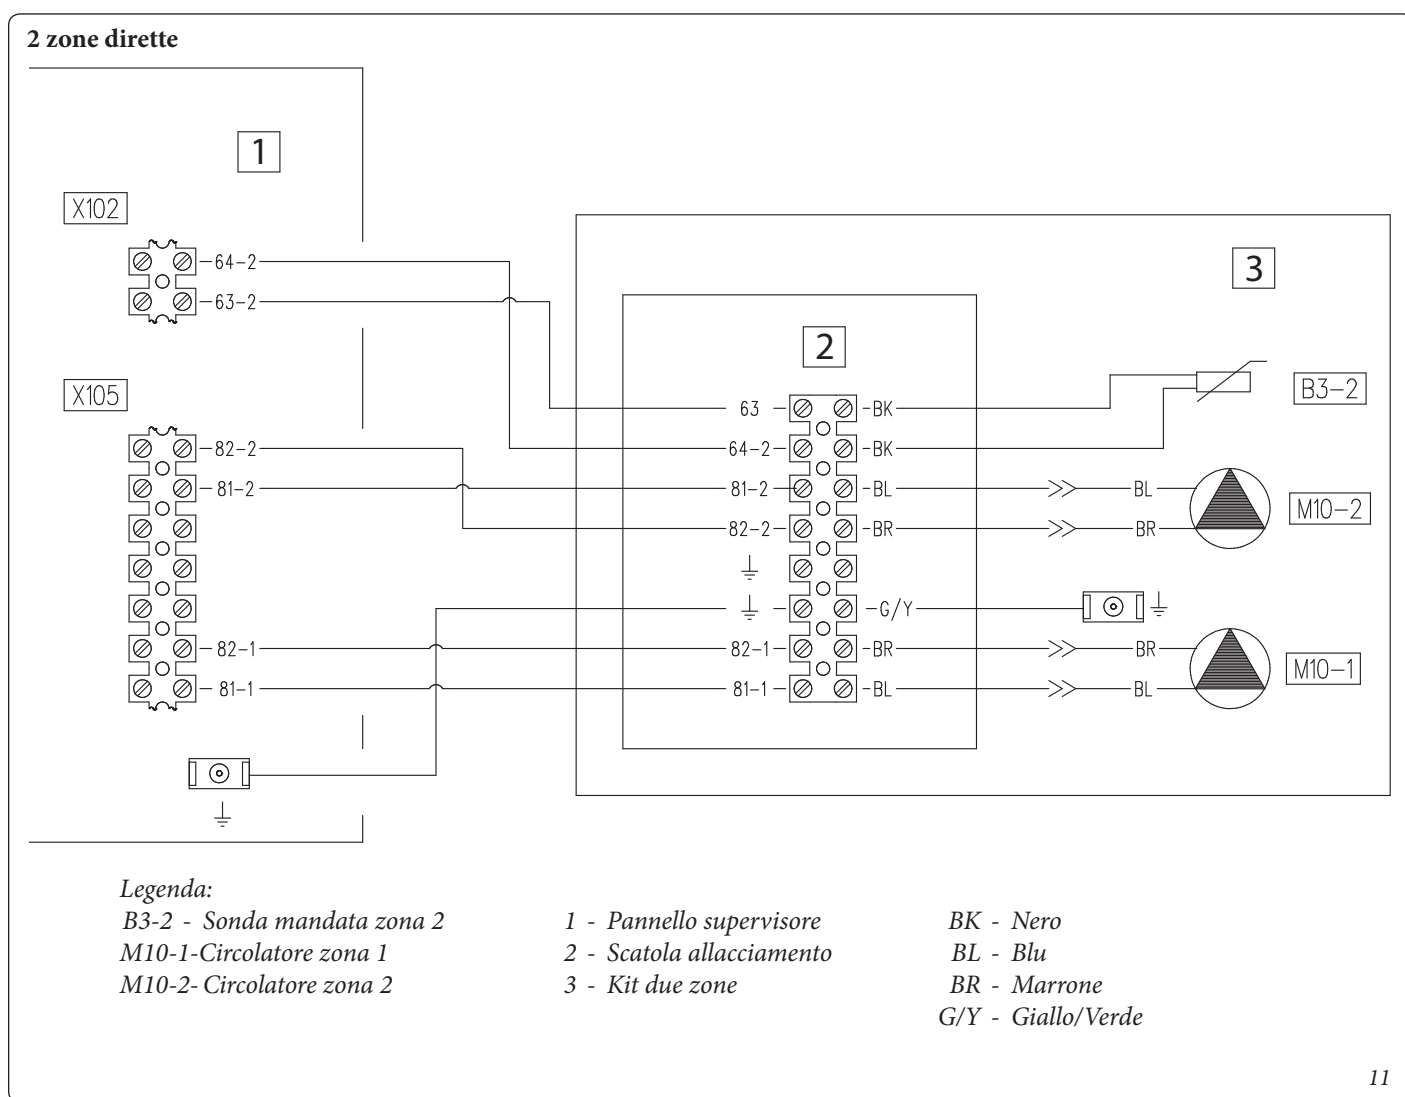 2 zone dirette
1
X102
64-2
63-2
3
2
X105
B3-2
63
BK
64-2
BK
82-2
81-2
81-2
BL
BL
M10-2
82-2
BR
BR
G/Y
82-1
82-1
BR
BR
M10-1
81-1
81-1
BL
BL
Legenda:
B3-2 - Sonda mandata zona 2
M10-1-Circolatore zona 1
M10-2- Circolatore zona 2
1 - Pannello supervisore
2 - Scatola allacciamento
3 - Kit due zone
BK - Nero
BL - Blu
BR - Marrone
G/Y - Giallo/Verde
11